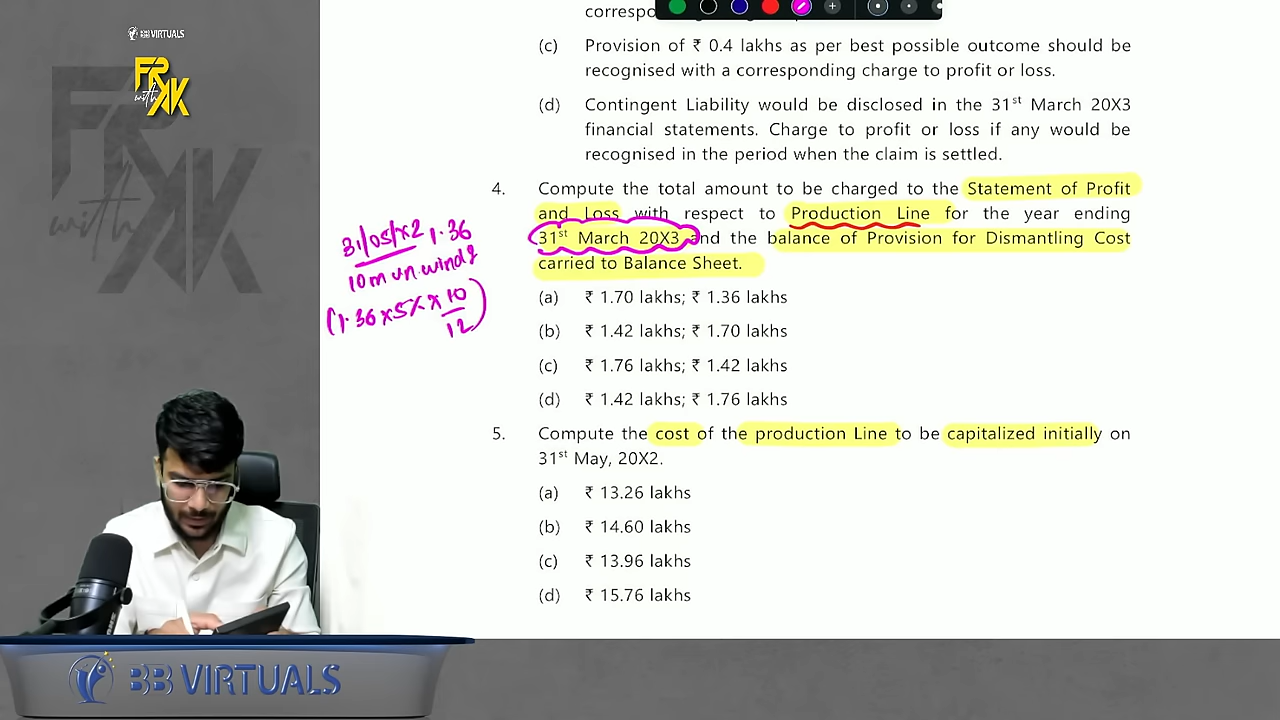 BB VIRTUALS
FR
with
AK
FR
with
AK
(c) Provision of ₹ 0.4 lakhs as per best possible outcome should be
recognised with a corresponding charge to profit or loss.
(d) Contingent Liability would be disclosed in the 31st March 20X3
financial statements. Charge to profit or loss if any would be
recognised in the period when the claim is settled.
4. Compute the total amount to be charged to the Statement of Profit
and Loss with respect to Production Line for the year ending
31st March 20X3 and the balance of Provision for Dismantling Cost
carried to Balance Sheet.
31/05/x2 1.36
10m un.windg
(1.36x5%x10/12)
(a) ₹ 1.70 lakhs; ₹ 1.36 lakhs
(b) ₹ 1.42 lakhs; ₹ 1.70 lakhs
(c) ₹ 1.76 lakhs; ₹ 1.42 lakhs
(d) ₹ 1.42 lakhs; ₹ 1.76 lakhs
5. Compute the cost of the production Line to be capitalized initially on
31st May, 20X2.
(a) ₹ 13.26 lakhs
(b) ₹ 14.60 lakhs
(c) ₹ 13.96 lakhs
(d) ₹ 15.76 lakhs
BB VIRTUALS